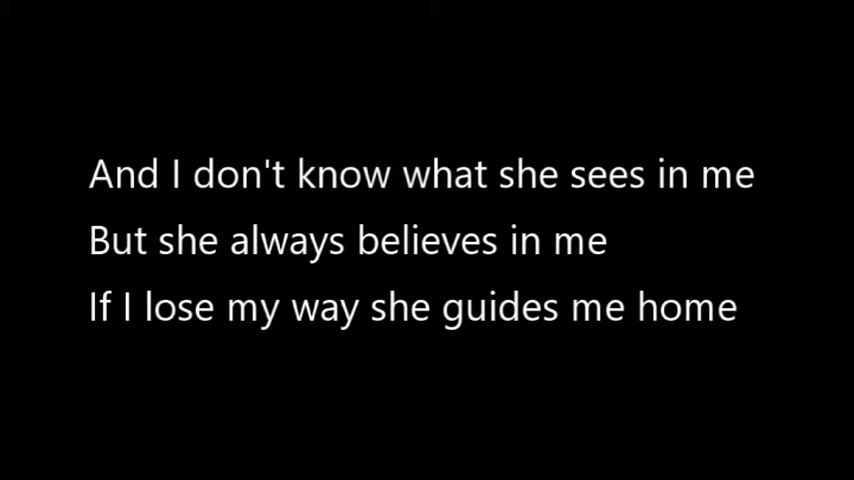 And I don't know what she sees in me
But she always believes in me
If I lose my way she guides me home